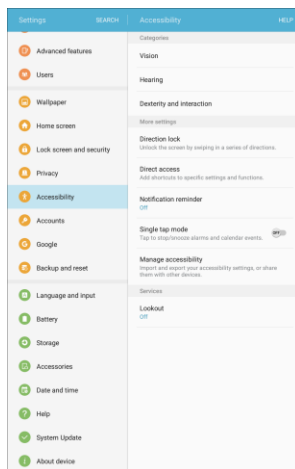 Settings
SEARCH
Advanced features
Users
Wallpaper
Home screen
Lock screen and security
Privacy
Accessibility
Accounts
Google
Backup and reset
Language and input
Battery
Storage
Accessories
Date and time
Help
System Update
About device
Accessibility
HELP
Categories
Vision
Hearing
Dexterity and interaction
More settings
Direction lock
Unlock the screen by swiping in a series of directions.
Direct access
Add shortcuts to specific settings and functions.
Notification reminder
Off
Single tap mode
OFF
Tap to stop/snooze alarms and calendar events.
Manage accessibility
Import and export your accessibility settings, or share
them with other devices.
Services
Lookout
Off